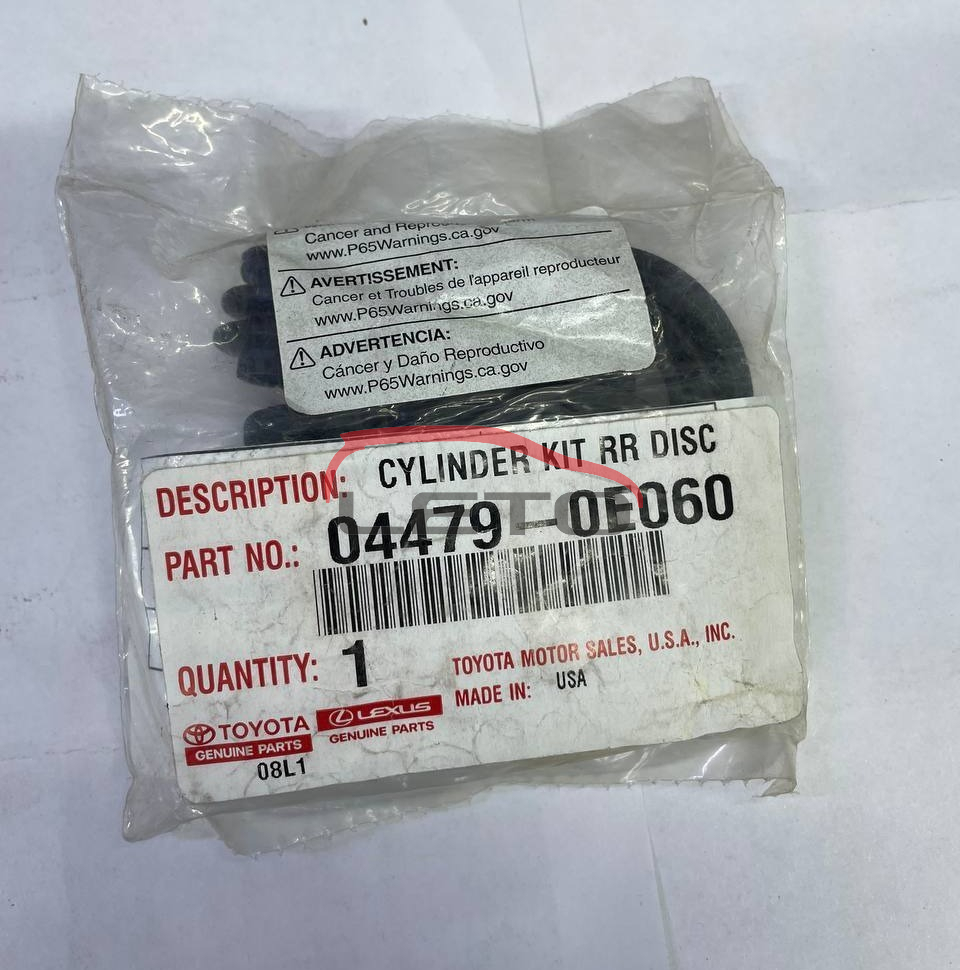 Cancer and
www.P65Warnings.ca.gov
AVERTISSEMENT:
Cancer et Troubles de l'appareil reproducteur
www.P65Warnings.ca.gov
ADVERTENCIA:
Cáncer y Daño Reproductivo
www.P65Warnings.ca.gov
DESCRIPTION: CYLINDER KIT RR DISC
PART NO.: 04479-0E060
QUANTITY: 1
TOYOTA MOTOR SALES, U.S.A., INC.
MADE IN: USA
TOYOTA
GENUINE PARTS
LEXUS
GENUINE PARTS
08L1